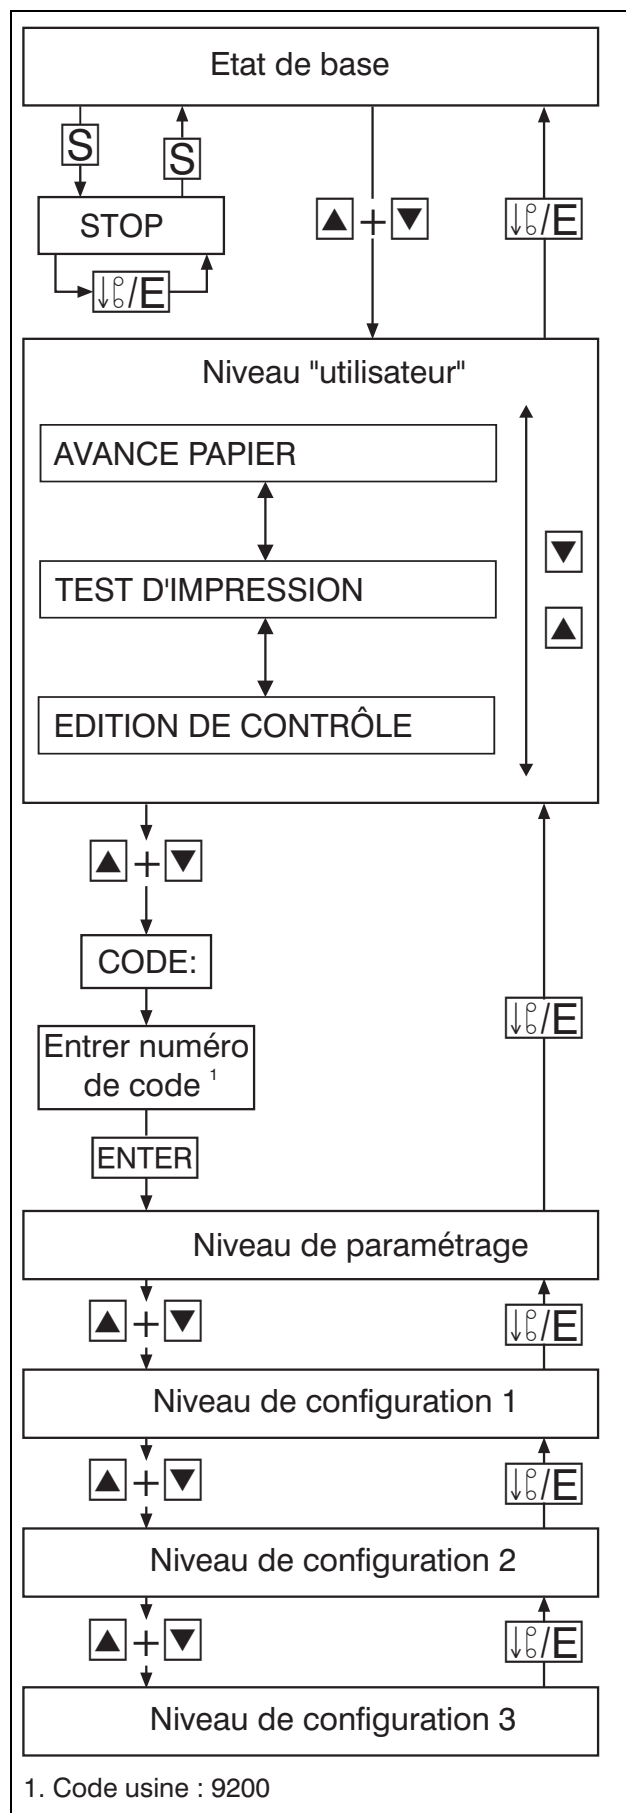 Etat de base
S
S
STOP
▲ + ▼
/E
/E
Niveau "utilisateur"
AVANCE PAPIER
▼
TEST D'IMPRESSION
▲
EDITION DE CONTRÔLE
▲ + ▼
CODE:
Entrer numéro
de code 1
/E
ENTER
Niveau de paramétrage
▲ + ▼
/E
Niveau de configuration 1
▲ + ▼
/E
Niveau de configuration 2
▲ + ▼
/E
Niveau de configuration 3
1. Code usine : 9200